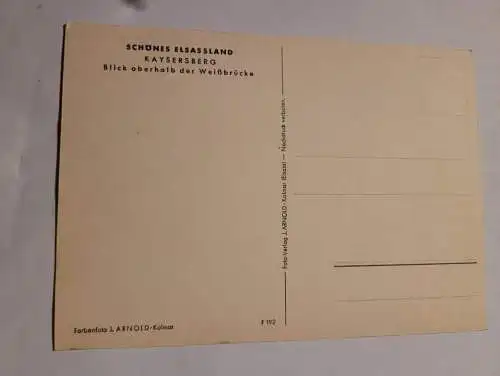 SCHÖNES ELSASSLAND
KAYSERSBERG
Blick oberhalb der Weißbrücke
Foto-Verlag J. ARNOLD-Kolmar (Elsaß) — Nachdruck verboten.
Farbenfoto J. ARNOLD-Kolmar
F 192